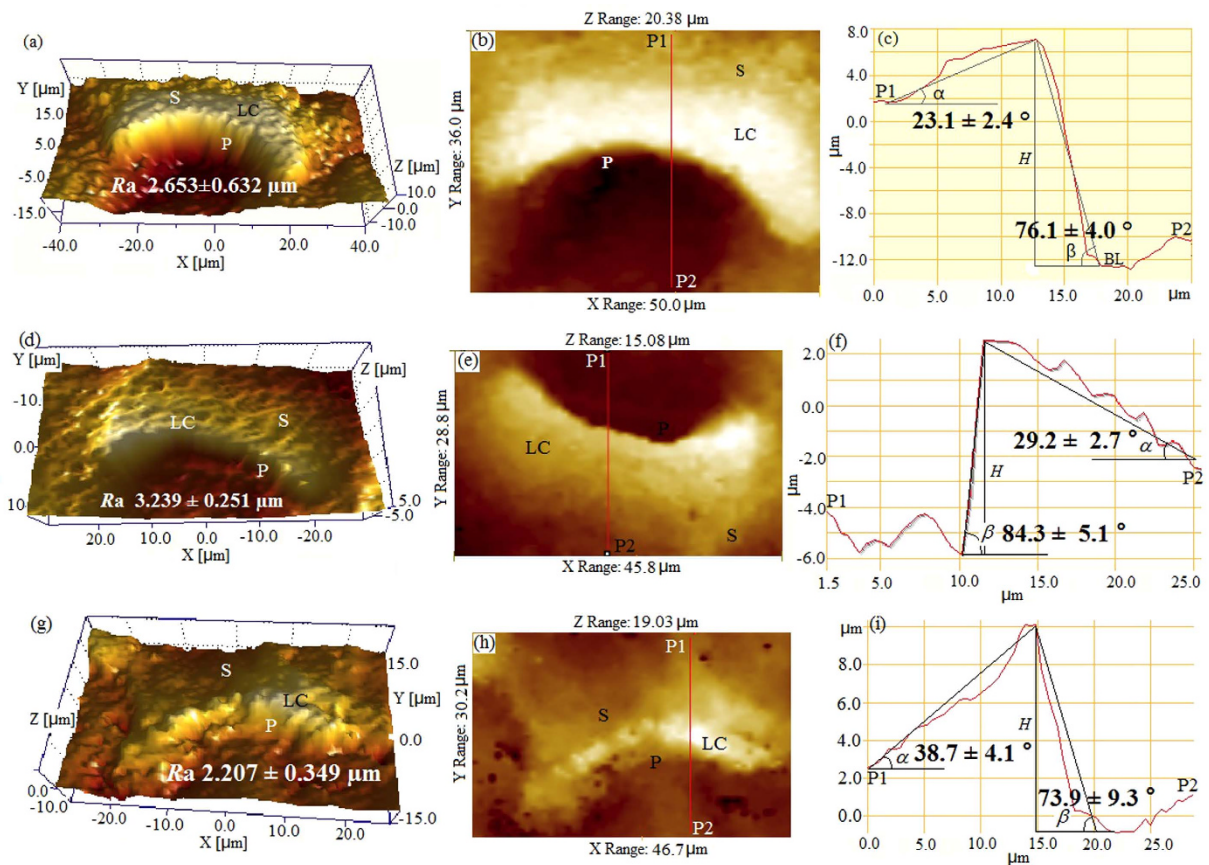 (a)
Y [µm]
15.0
5.0
-5.0
-15.0
S
LC
P
Ra 2.653±0.632 µm
Z [µm]
10.0
0.0
-10.0
-40.0
-20.0
0.0
20.0
40.0
X [µm]
Z Range: 20.38 µm
(b)
P1
S
LC
P
P2
Y Range: 36.0 µm
X Range: 50.0 µm
(c)
8.0
4.0
0.0
-4.0
-8.0
-12.0
µm
P1
α
23.1 ± 2.4 °
H
76.1 ± 4.0 °
β
BL
P2
0.0
5.0
10.0
15.0
20.0
µm
(d)
Y [µm]
-10.0
0.0
10
LC
S
P
Ra 3.239 ± 0.251 µm
Z [µm]
5.0
-5.0
20.0
10.0
0.0
-10.0
-20.0
X [µm]
Z Range: 15.08 µm
(e)
P1
P
LC
S
P2
Y Range: 28.8 µm
X Range: 45.8 µm
(f)
2.0
0.0
-2.0
µm
-4.0
-6.0
P1
H
29.2 ± 2.7 ° α
P2
β 84.3 ± 5.1 °
1.5
5.0
10.0
15.0
20.0
25.0
µm
(g)
S
LC
P
Ra 2.207 ± 0.349 µm
Z [µm]
0.0
-10.0
15.0
Y [µm]
0.0
-15.0
-20.0
-10.0
0.0
10.0
20.0
X [µm]
Z Range: 19.03 µm
(h)
P1
S
P
LC
P2
Y Range: 30.2 µm
X Range: 46.7 µm
(i)
µm
8.0
4.0
2.0
0.0
P1
α 38.7 ± 4.1 °
H
73.9 ± 9.3 °
β
P2
0.0
5.0
10.0
15.0
20.0
25.0
µm